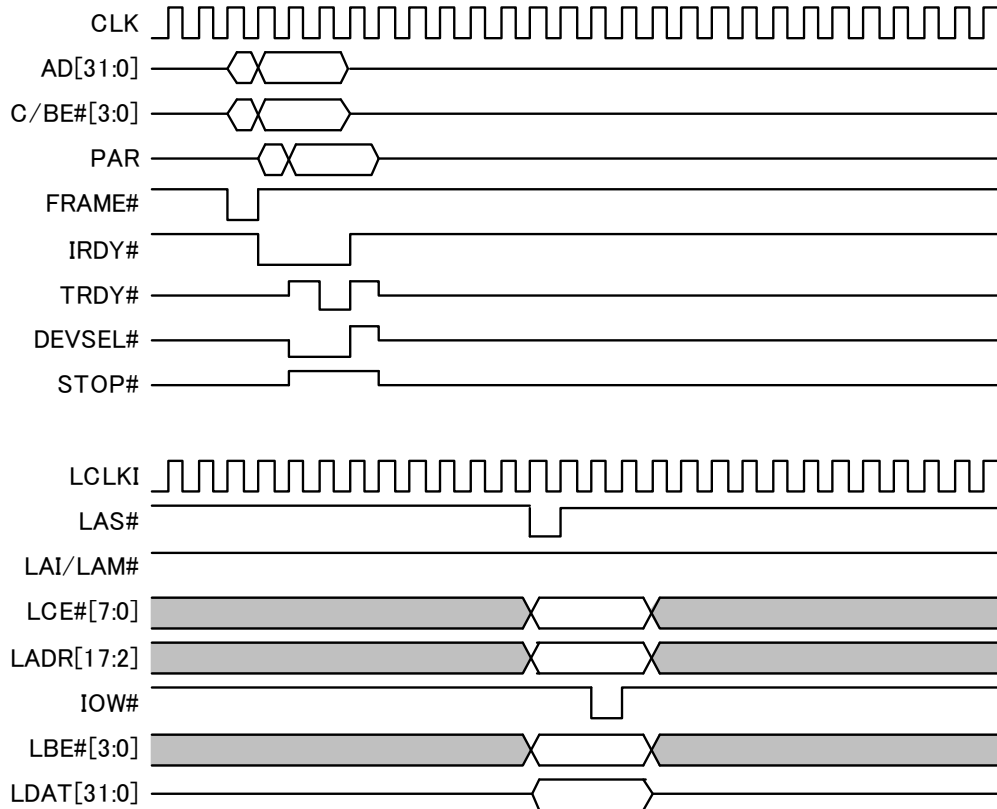 CLK
AD[31:0]
C/BE#[3:0]
PAR
FRAME#
IRDY#
TRDY#
DEVSEL#
STOP#
LCLKI
LAS#
LAI/LAM#
LCE#[7:0]
LADR[17:2]
IOW#
LBE#[3:0]
LDAT[31:0]